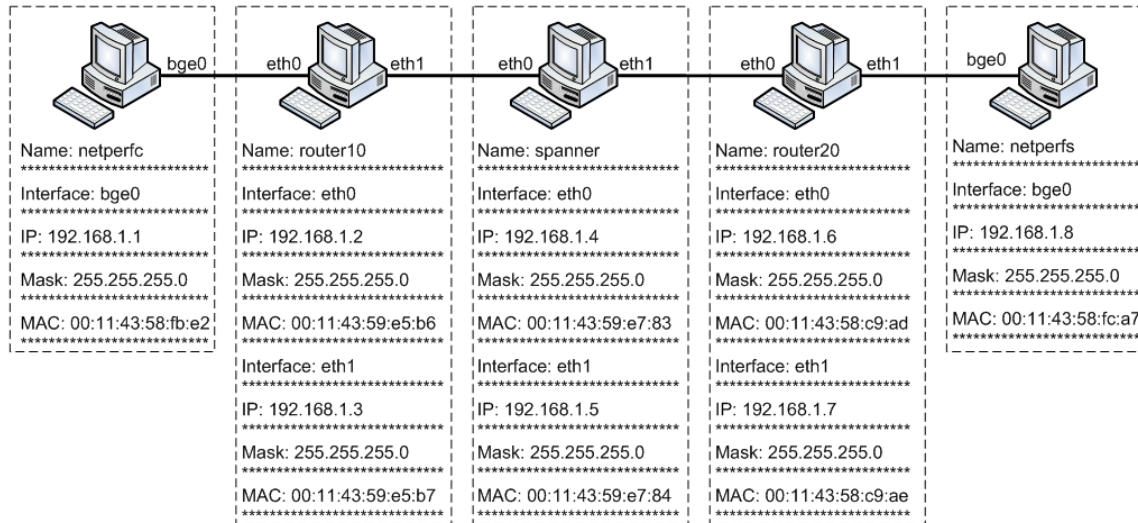 bge0
eth0
eth1
eth0
eth1
eth0
eth1
bge0
Name: netperfc
***************************
Interface: bge0
***************************
IP: 192.168.1.1
***************************
Mask: 255.255.255.0
***************************
MAC: 00:11:43:58:fb:e2
***************************
Name: router10
*****************************
Interface: eth0
*****************************
IP: 192.168.1.2
*****************************
Mask: 255.255.255.0
*****************************
MAC: 00:11:43:59:e5:b6
*****************************
Interface: eth1
*****************************
IP: 192.168.1.3
*****************************
Mask: 255.255.255.0
*****************************
MAC: 00:11:43:59:e5:b7
*****************************
Name: spanner
*****************************
Interface: eth0
*****************************
IP: 192.168.1.4
*****************************
Mask: 255.255.255.0
*****************************
MAC: 00:11:43:59:e7:83
*****************************
Interface: eth1
*****************************
IP: 192.168.1.5
*****************************
Mask: 255.255.255.0
*****************************
MAC: 00:11:43:59:e7:84
*****************************
Name: router20
****************************
Interface: eth0
****************************
IP: 192.168.1.6
****************************
Mask: 255.255.255.0
****************************
MAC: 00:11:43:58:c9:ad
****************************
Interface: eth1
****************************
IP: 192.168.1.7
****************************
Mask: 255.255.255.0
****************************
MAC: 00:11:43:58:c9:ae
****************************
Name: netperfs
***************************
Interface: bge0
***************************
IP: 192.168.1.8
***************************
Mask: 255.255.255.0
***************************
MAC: 00:11:43:58:fc:a7
***************************